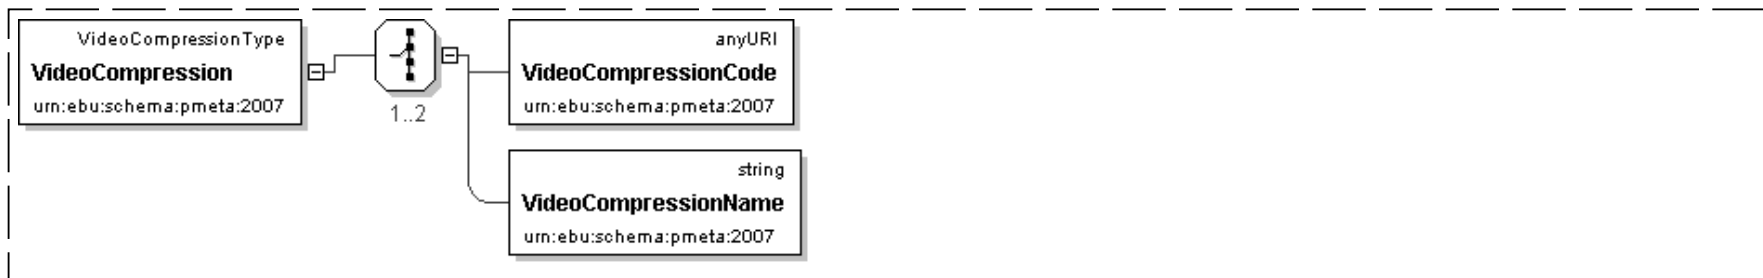 VideoCompressionType
VideoCompression
urn:ebu:schema:pmeta:2007
1..2
anyURI
VideoCompressionCode
urn:ebu:schema:pmeta:2007
string
VideoCompressionName
urn:ebu:schema:pmeta:2007